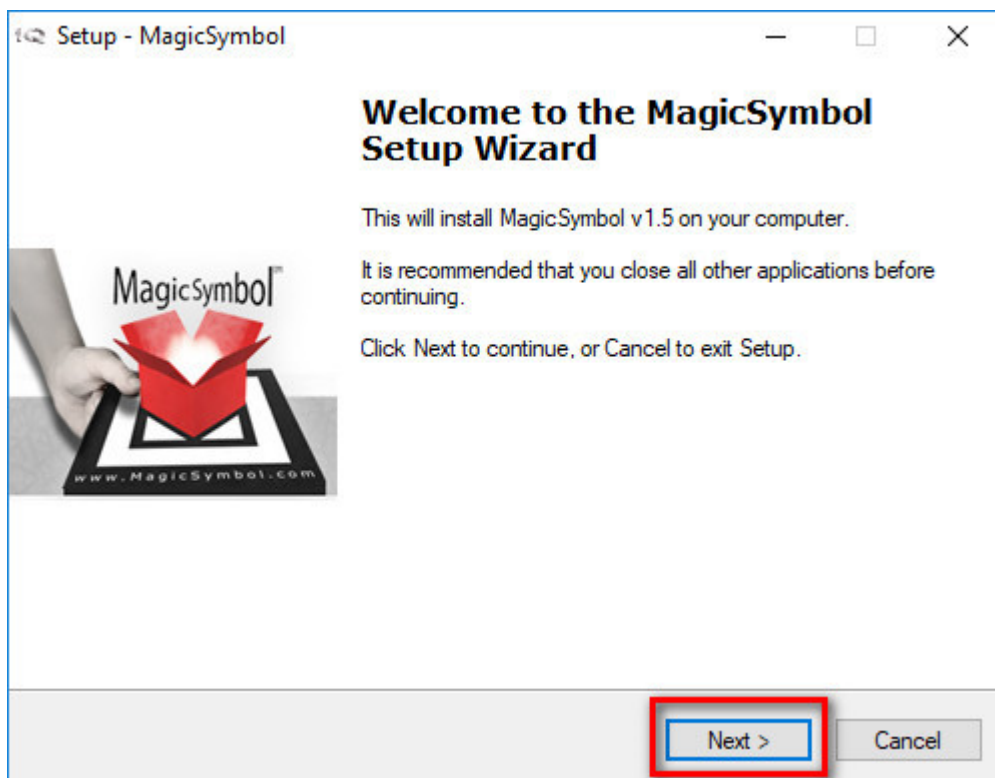 Setup - MagicSymbol
Welcome to the MagicSymbol
Setup Wizard
This will install MagicSymbol v1.5 on your computer.
It is recommended that you close all other applications before
continuing.
Click Next to continue, or Cancel to exit Setup.
MagicSymbol
www.MagicSymbol.com
Next >
Cancel